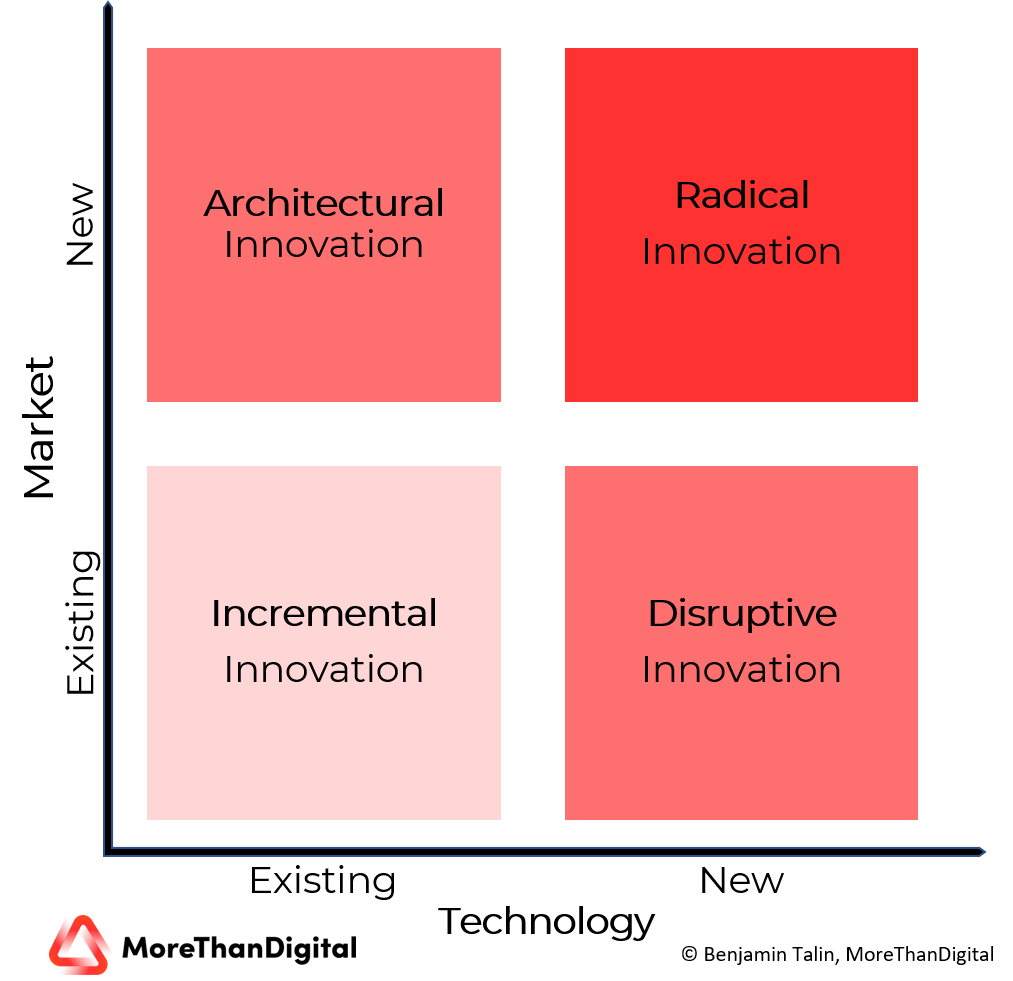 New
Architectural
Innovation
Radical
Innovation
Market
Existing
Incremental
Innovation
Disruptive
Innovation
Existing
New
Technology
MoreThanDigital
© Benjamin Talin, MoreThanDigital